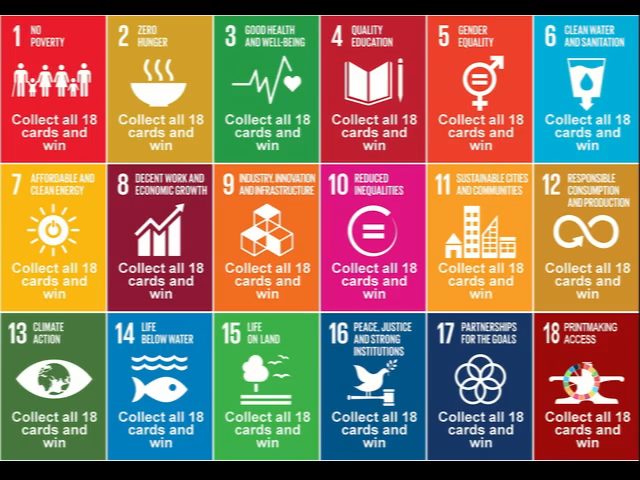 1 NO
POVERTY
Collect all 18
cards and
win
2 ZERO
HUNGER
Collect all 18
cards and
win
3 GOOD HEALTH
AND WELL-BEING
Collect all 18
cards and
win
4 QUALITY
EDUCATION
Collect all 18
cards and
win
5 GENDER
EQUALITY
Collect all 18
cards and
win
6 CLEAN WATER
AND SANITATION
Collect all 18
cards and
win
7 AFFORDABLE AND
CLEAN ENERGY
Collect all 18
cards and
win
8 DECENT WORK AND
ECONOMIC GROWTH
Collect all 18
cards and
win
9 INDUSTRY, INNOVATION
AND INFRASTRUCTURE
Collect all 18
cards and
win
10 REDUCED
INEQUALITIES
Collect all 18
cards and
win
11 SUSTAINABLE CITIES
AND COMMUNITIES
Collect all 18
cards and
win
12 RESPONSIBLE
CONSUMPTION
AND PRODUCTION
Collect all 18
cards and
win
13 CLIMATE
ACTION
Collect all 18
cards and
win
14 LIFE
BELOW WATER
Collect all 18
cards and
win
15 LIFE
ON LAND
Collect all 18
cards and
win
16 PEACE, JUSTICE
AND STRONG
INSTITUTIONS
Collect all 18
cards and
win
17 PARTNERSHIPS
FOR THE GOALS
Collect all 18
cards and
win
18 PRINTMAKING
ACCESS
Collect all 18
cards and
win